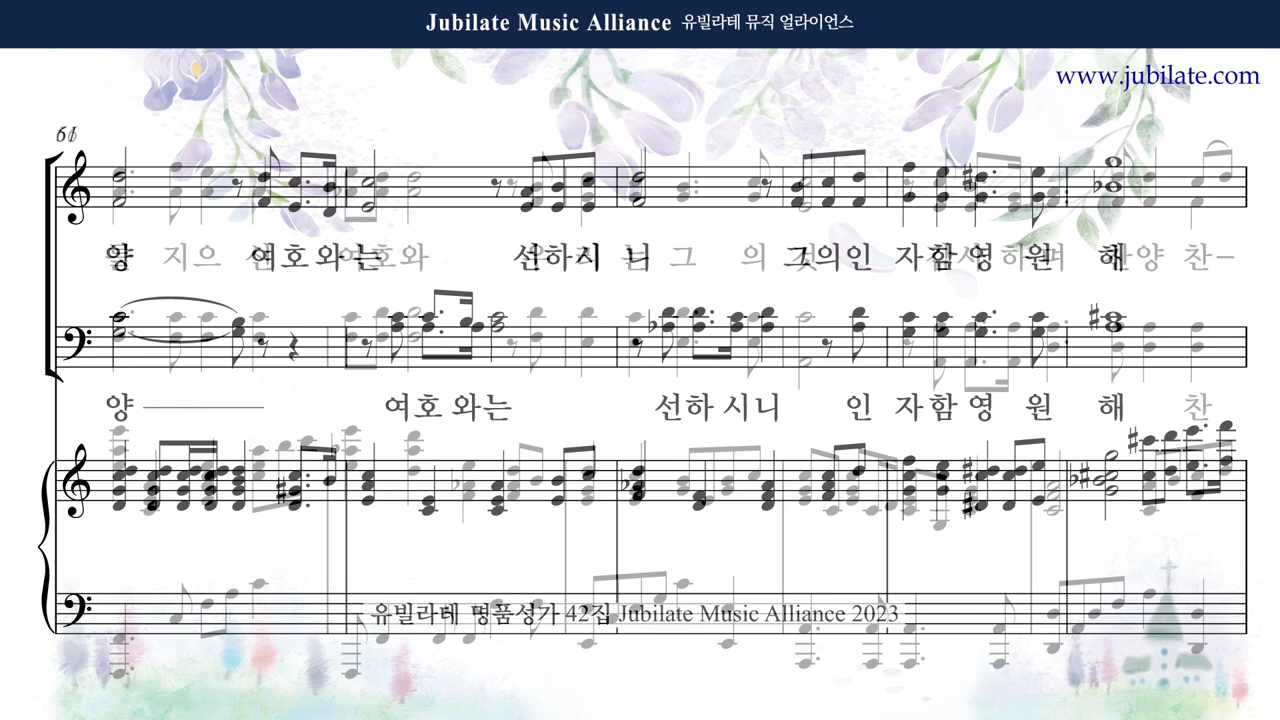 Jubilate Music Alliance 유빌라테 뮤직 얼라이언스
www.jubilate.com
양 여호와는 선하시 니 그의인 자함 영 원 해
양 여호 와는 선하 시니 인 자함 영 원 해 찬
유빌라테 명품성가 42집 Jubilate Music Alliance 2023